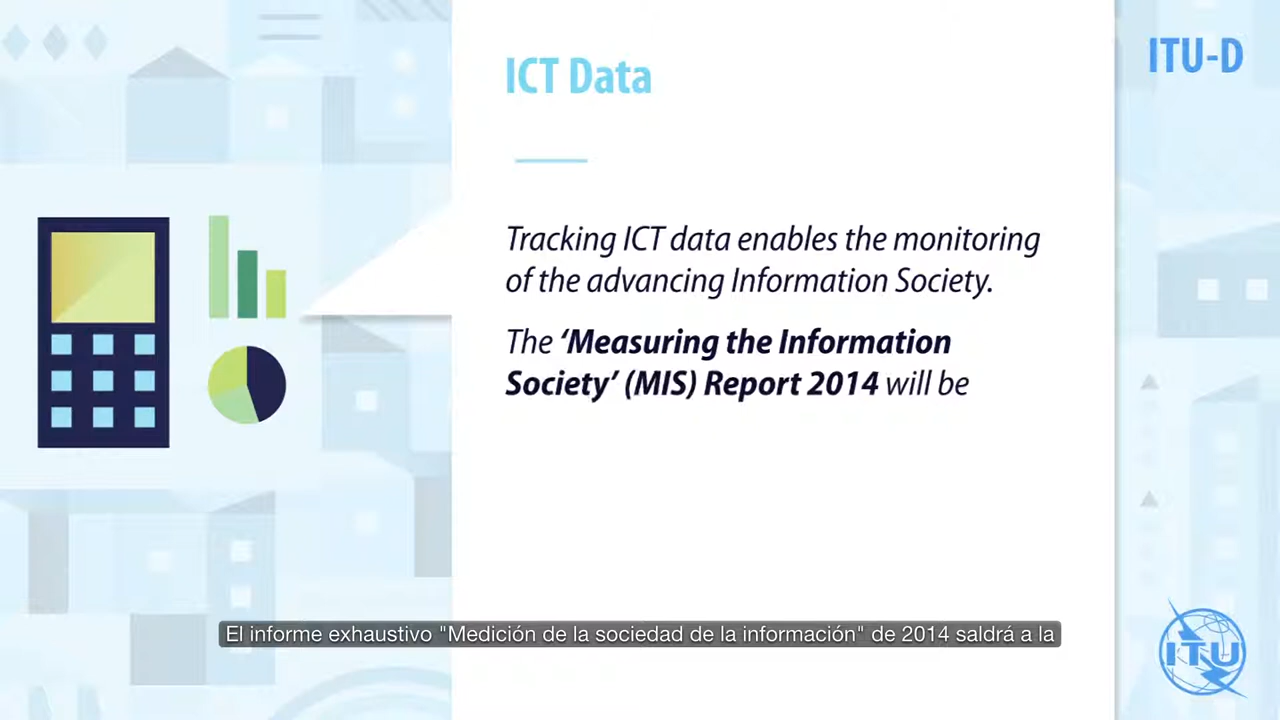 ICT Data
ITU-D
Tracking ICT data enables the monitoring
of the advancing Information Society.
The ‘Measuring the Information
Society’ (MIS) Report 2014 will be
El informe exhaustivo "Medición de la sociedad de la información" de 2014 saldrá a la
ITU